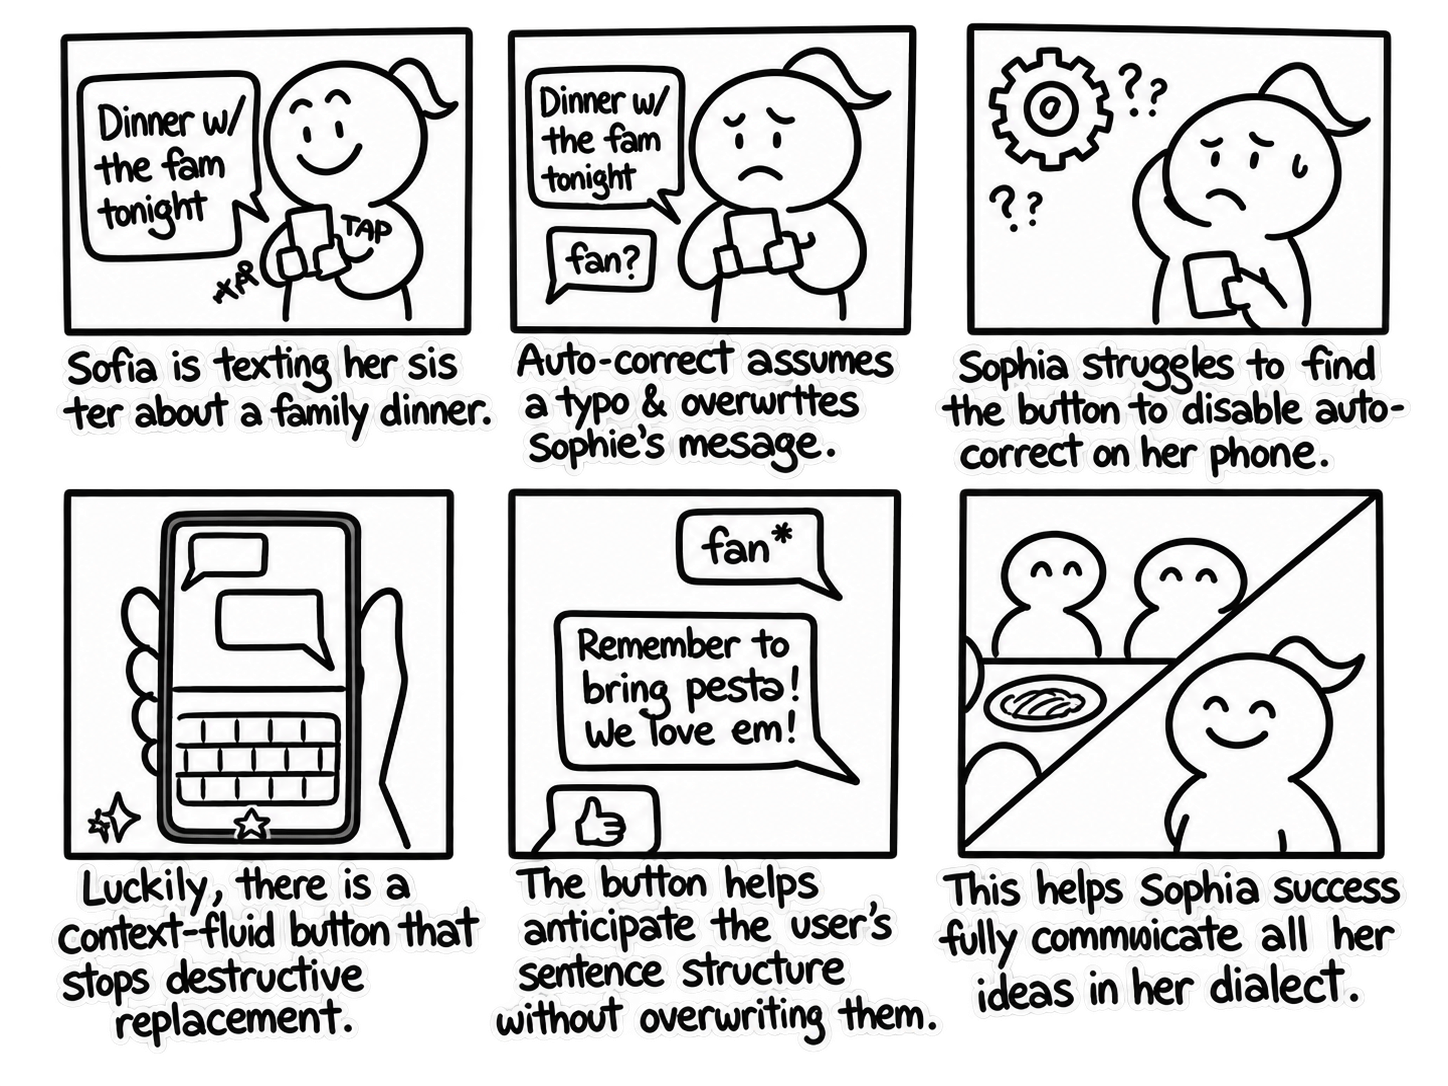 Dinner w/
the fam
tonight
TAP
TAP
Sofia is texting her sis
ter about a family dinner.
Dinner w/
the fam
tonight
fan?
Auto-correct assumes
a typo & overwrittes
Sophie's mesage.
??
??
Sophia struggles to find
the button to disable auto-
correct on her phone.
Luckily, there is a
context-fluid button that
stops destructive
replacement.
fan*
Remember to
bring pesta!
We love em!
The button helps
anticipate the user's
sentence structure
without overwriting them.
This helps Sophia success
fully commuicate all her
ideas in her dialect.